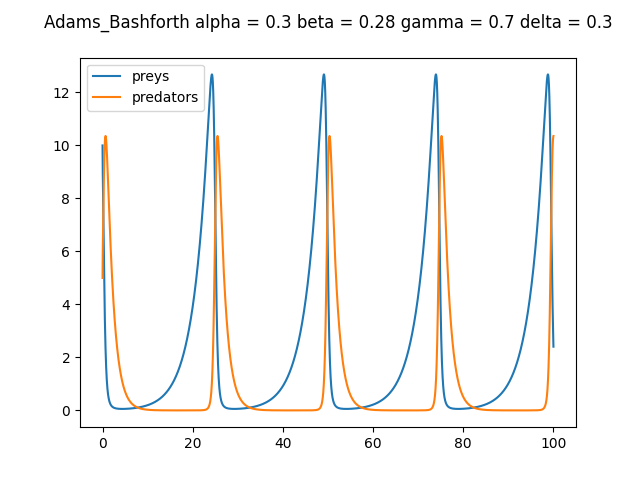 Adams_Bashforth alpha = 0.3 beta = 0.28 gamma = 0.7 delta = 0.3
preys
predators
12
10
8
6
4
2
0
0 20 40 60 80 100